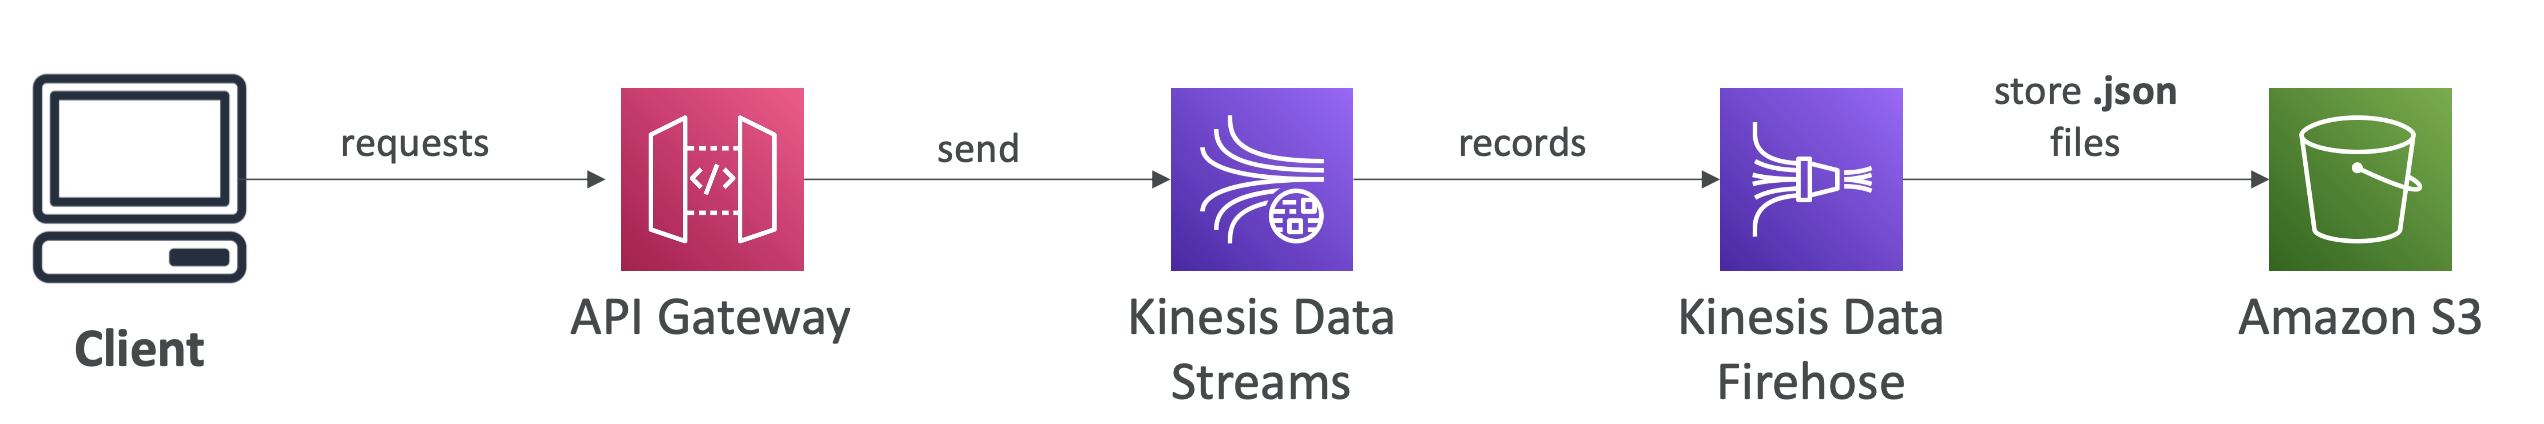 requests
send
records
store .json
files
</>
Client
API Gateway
Kinesis Data
Streams
Kinesis Data
Firehose
Amazon S3